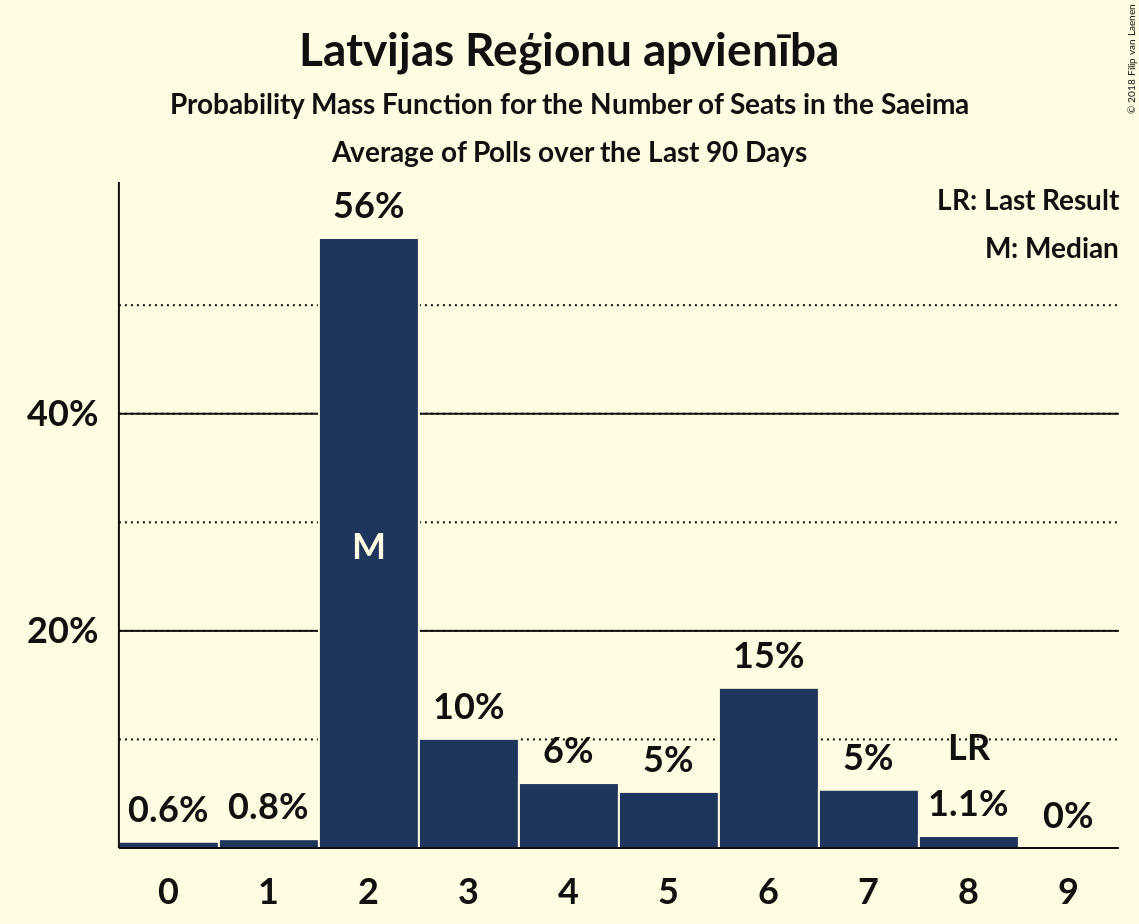 Latvijas Reģionu apvienība
Probability Mass Function for the Number of Seats in the Saeima
Average of Polls over the Last 90 Days
© 2018 Filip van Laenen
LR: Last Result
M: Median
56%
40%
M
20%
15%
10%
6%
5%
5%
LR
0.6%
0.8%
1.1%
0%
0 1 2 3 4 5 6 7 8 9